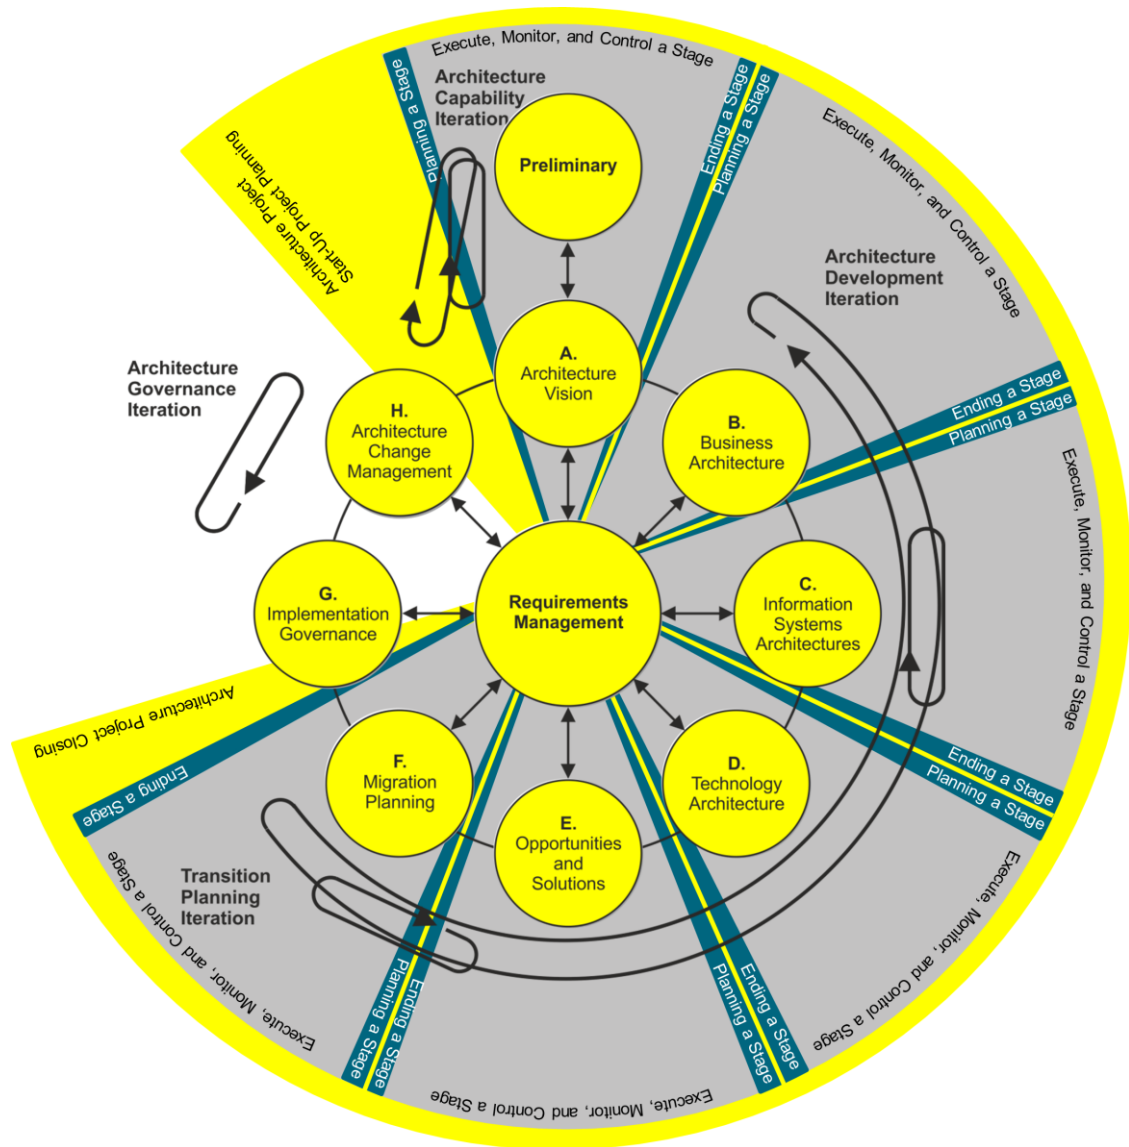 Execute, Monitor, and Control a Stage
Planning a Stage
Architecture
Capability
Iteration
Preliminary
Ending a Stage
Planning a Stage
Execute, Monitor, and Control a Stage
Architecture Project
Start-Up Project Planning
Architecture
Development
Iteration
A.
Architecture
Vision
Architecture
Governance
Iteration
H.
Architecture
Change
Management
B.
Business
Architecture
Ending a Stage
Planning a Stage
Execute, Monitor, and Control a Stage
G.
Implementation
Governance
Requirements
Management
C.
Information
Systems
Architectures
Architecture Project Closing
Ending a Stage
F.
Migration
Planning
D.
Technology
Architecture
Ending a Stage
Planning a Stage
E.
Opportunities
and
Solutions
Transition
Planning
Iteration
Execute, Monitor, and Control a Stage
Execute, Monitor, and Control a Stage
Planning a Stage
Ending a Stage
Planning a Stage
Ending a Stage
Execute, Monitor, and Control a Stage